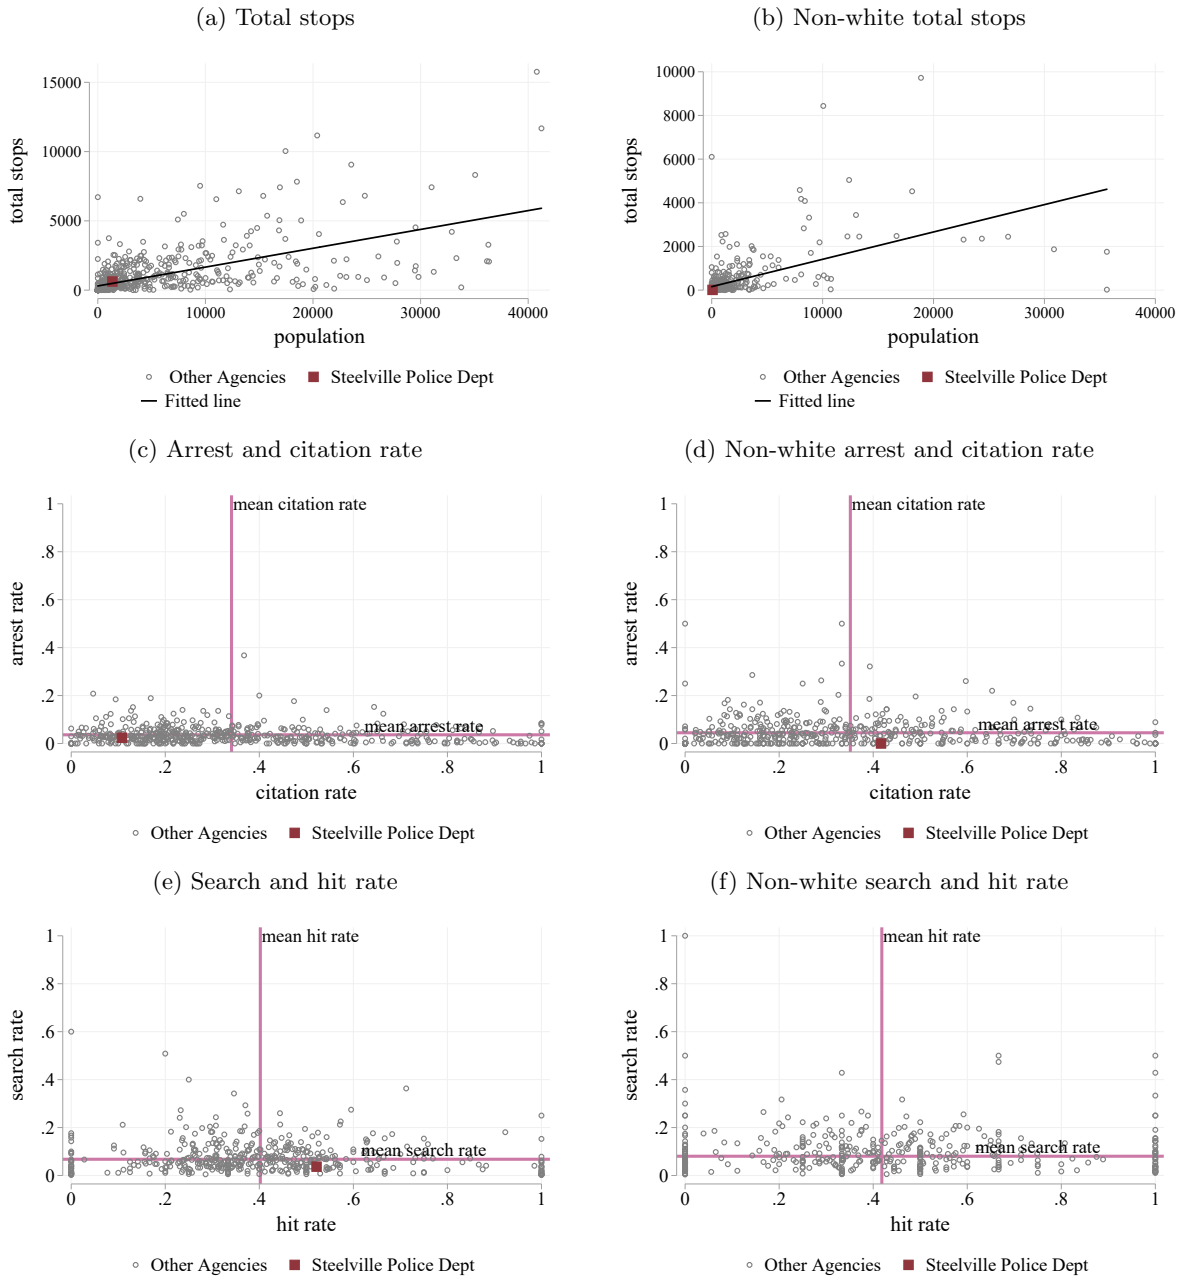 (a) Total stops
(b) Non-white total stops
15000
10000
5000
0
total stops
0
10000
20000
30000
40000
population
Other Agencies
Steelville Police Dept
Fitted line
10000
8000
6000
4000
2000
0
total stops
0
10000
20000
30000
40000
population
Other Agencies
Steelville Police Dept
Fitted line
(c) Arrest and citation rate
(d) Non-white arrest and citation rate
1
.8
.6
.4
.2
0
arrest rate
mean citation rate
mean arrest rate
0
.2
.4
.6
.8
1
citation rate
Other Agencies
Steelville Police Dept
1
.8
.6
.4
.2
0
arrest rate
mean citation rate
mean arrest rate
0
.2
.4
.6
.8
1
citation rate
Other Agencies
Steelville Police Dept
(e) Search and hit rate
(f) Non-white search and hit rate
1
.8
.6
.4
.2
0
search rate
mean hit rate
mean search rate
0
.2
.4
.6
.8
1
hit rate
Other Agencies
Steelville Police Dept
1
.8
.6
.4
.2
0
search rate
mean hit rate
mean search rate
0
.2
.4
.6
.8
1
hit rate
Other Agencies
Steelville Police Dept